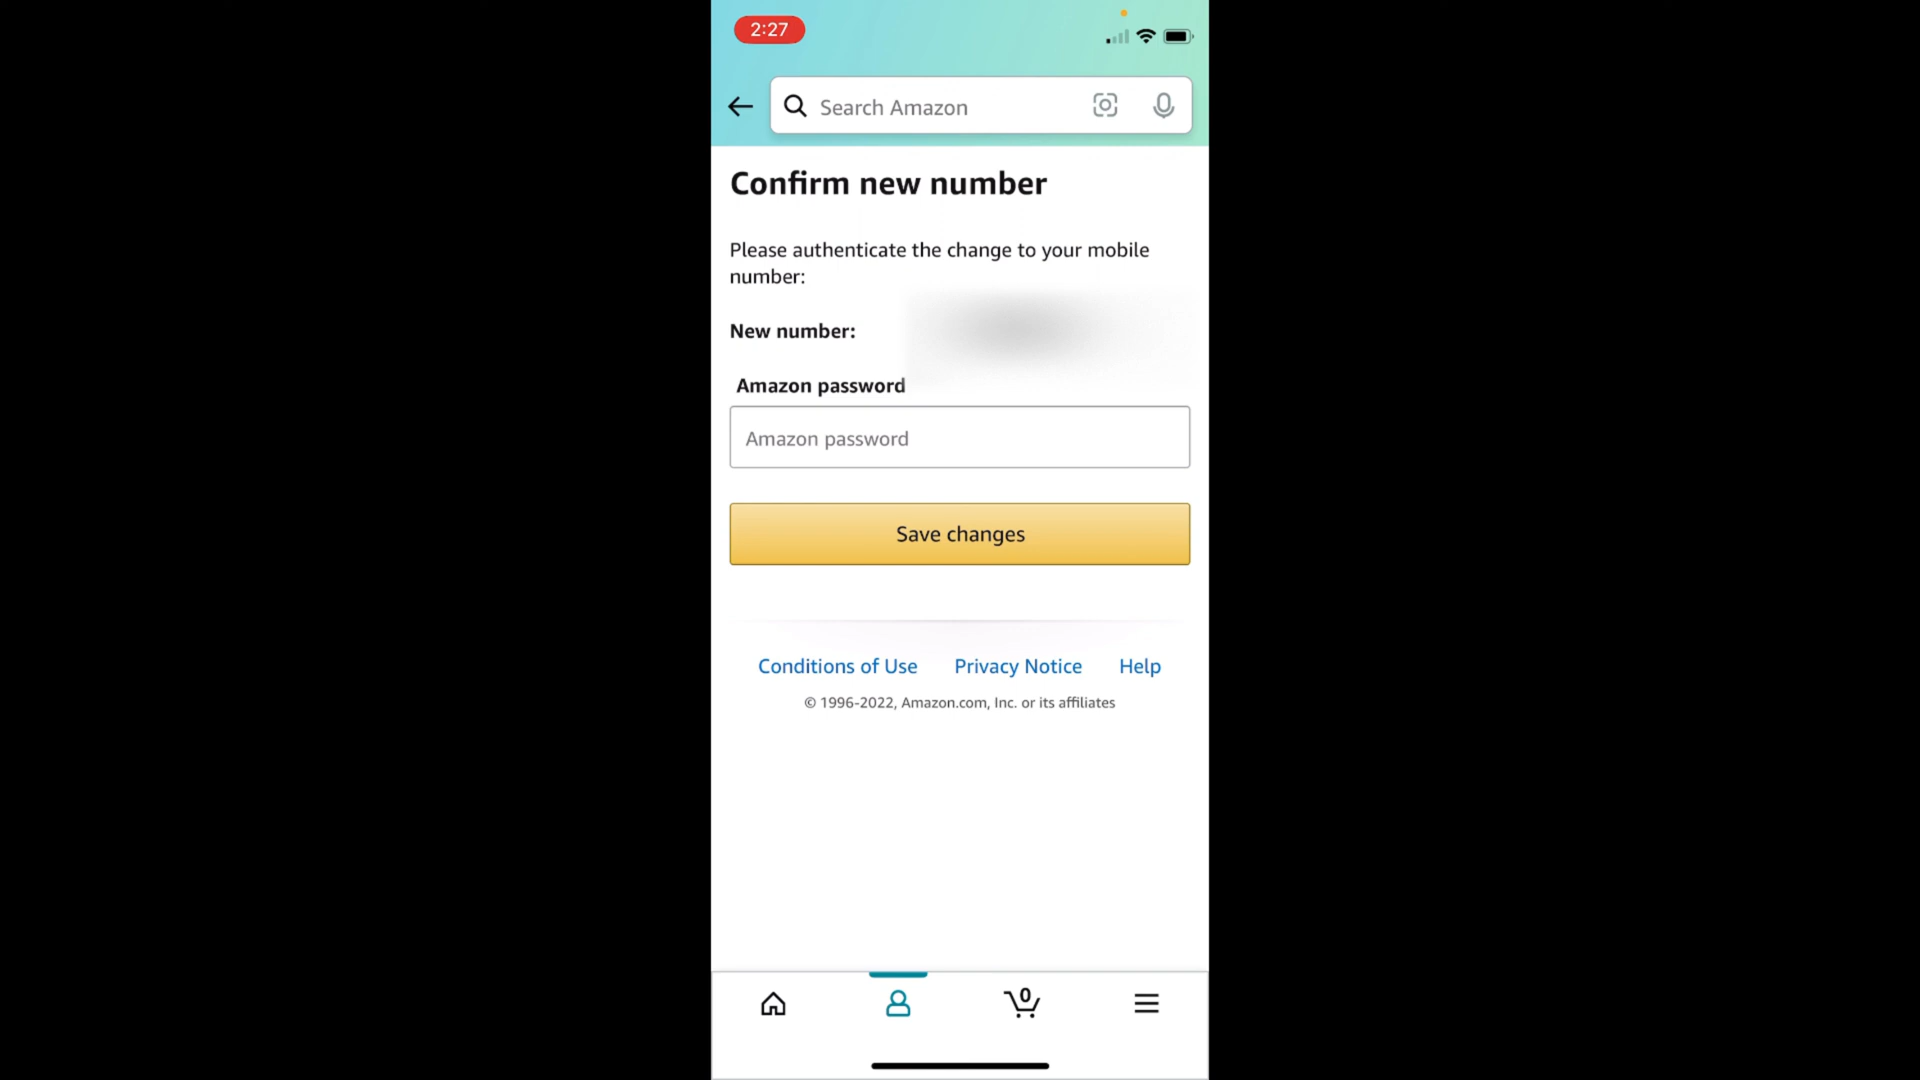 2:27
Search Amazon
Confirm new number
Please authenticate the change to your mobile
number:
New number:
Amazon password
Amazon password
Save changes
Conditions of Use Privacy Notice Help
© 1996-2022, Amazon.com, Inc. or its affiliates
0